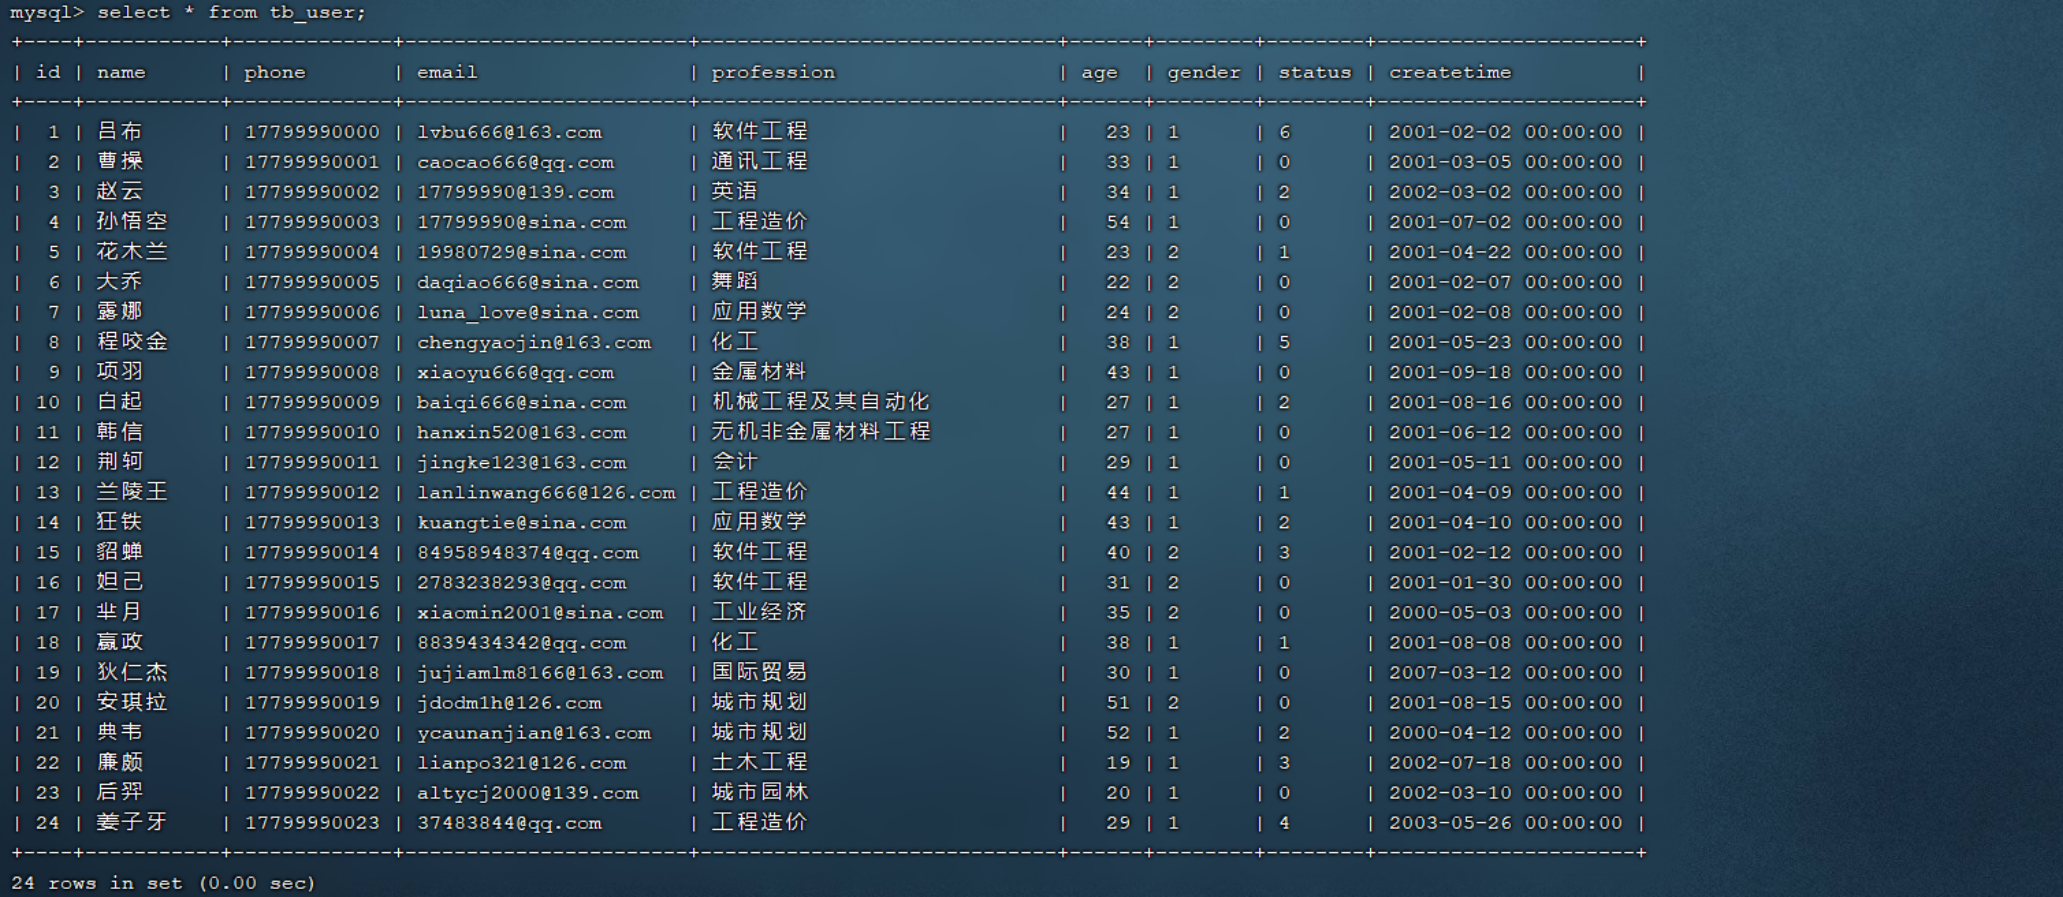 mysql> select * from tb_user;
+----+-----------+-------------+-----------------------+-----------------------------+------+--------+--------+---------------------+
| id | name | phone | email | profession | age | gender | status | createtime |
+----+-----------+-------------+-----------------------+-----------------------------+------+--------+--------+---------------------+
| 1 | 吕布 | 17799990000 | lvbu666@163.com | 软件工程 | 23 | 1 | 6 | 2001-02-02 00:00:00 |
| 2 | 曹操 | 17799990001 | caocao666@qq.com | 通讯工程 | 33 | 1 | 0 | 2001-03-05 00:00:00 |
| 3 | 赵云 | 17799990002 | 17799990@139.com | 英语 | 34 | 1 | 2 | 2002-03-02 00:00:00 |
| 4 | 孙悟空 | 17799990003 | 17799990@sina.com | 工程造价 | 54 | 1 | 0 | 2001-07-02 00:00:00 |
| 5 | 花木兰 | 17799990004 | 19980729@sina.com | 软件工程 | 23 | 2 | 1 | 2001-04-22 00:00:00 |
| 6 | 大乔 | 17799990005 | daqiao666@sina.com | 舞蹈 | 22 | 2 | 0 | 2001-02-07 00:00:00 |
| 7 | 露娜 | 17799990006 | luna_love@sina.com | 应用数学 | 24 | 2 | 0 | 2001-02-08 00:00:00 |
| 8 | 程咬金 | 17799990007 | chengyaojin@163.com | 化工 | 38 | 1 | 5 | 2001-05-23 00:00:00 |
| 9 | 项羽 | 17799990008 | xiaoyu666@qq.com | 金属材料 | 43 | 1 | 0 | 2001-09-18 00:00:00 |
| 10 | 白起 | 17799990009 | baiqi666@sina.com | 机械工程及其自动化 | 27 | 1 | 2 | 2001-08-16 00:00:00 |
| 11 | 韩信 | 17799990010 | hanxin520@163.com | 无机非金属材料工程 | 27 | 1 | 0 | 2001-06-12 00:00:00 |
| 12 | 荆轲 | 17799990011 | jingke123@163.com | 会计 | 29 | 1 | 0 | 2001-05-11 00:00:00 |
| 13 | 兰陵王 | 17799990012 | lanlinwang666@126.com | 工程造价 | 44 | 1 | 1 | 2001-04-09 00:00:00 |
| 14 | 狂铁 | 17799990013 | kuangtie@sina.com | 应用数学 | 43 | 1 | 2 | 2001-04-10 00:00:00 |
| 15 | 貂蝉 | 17799990014 | 84958948374@qq.com | 软件工程 | 40 | 2 | 3 | 2001-02-12 00:00:00 |
| 16 | 妲己 | 17799990015 | 2783238293@qq.com | 软件工程 | 31 | 2 | 0 | 2001-01-30 00:00:00 |
| 17 | 芈月 | 17799990016 | xiaomin2001@sina.com | 工业经济 | 35 | 2 | 0 | 2000-05-03 00:00:00 |
| 18 | 嬴政 | 17799990017 | 8839434342@qq.com | 化工 | 38 | 1 | 1 | 2001-08-08 00:00:00 |
| 19 | 狄仁杰 | 17799990018 | jujiamlm8166@163.com | 国际贸易 | 30 | 1 | 0 | 2007-03-12 00:00:00 |
| 20 | 安琪拉 | 17799990019 | jdodm1h@126.com | 城市规划 | 51 | 2 | 0 | 2001-08-15 00:00:00 |
| 21 | 典韦 | 17799990020 | ycaunanjian@163.com | 城市规划 | 52 | 1 | 2 | 2000-04-12 00:00:00 |
| 22 | 廉颇 | 17799990021 | lianpo321@126.com | 土木工程 | 19 | 1 | 3 | 2002-07-18 00:00:00 |
| 23 | 后羿 | 17799990022 | altycj2000@139.com | 城市园林 | 20 | 1 | 0 | 2002-03-10 00:00:00 |
| 24 | 姜子牙 | 17799990023 | 37483844@qq.com | 工程造价 | 29 | 1 | 4 | 2003-05-26 00:00:00 |
+----+-----------+-------------+-----------------------+-----------------------------+------+--------+--------+---------------------+
24 rows in set (0.00 sec)